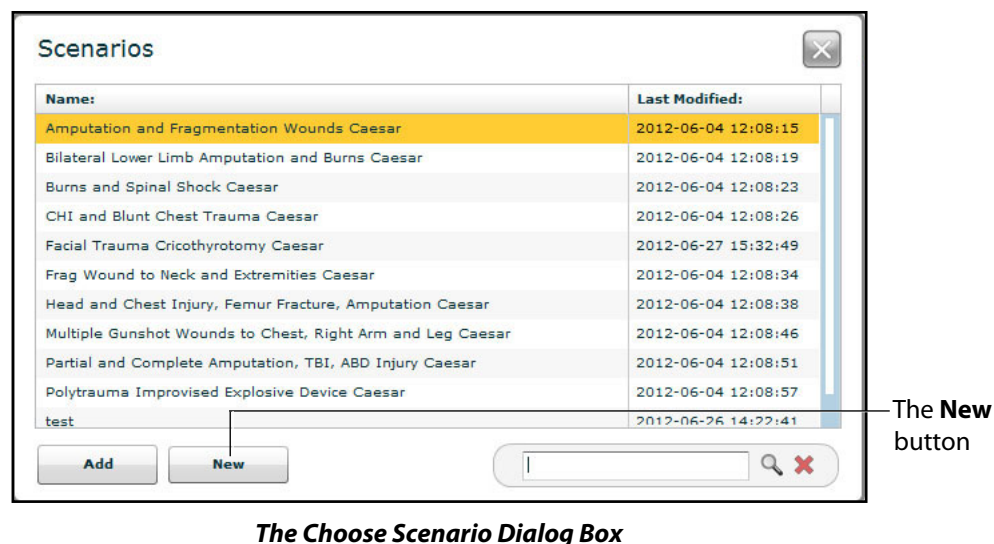 Scenarios
Name: Last Modified:
Amputation and Fragmentation Wounds Caesar 2012-06-04 12:08:15
Bilateral Lower Limb Amputation and Burns Caesar 2012-06-04 12:08:19
Burns and Spinal Shock Caesar 2012-06-04 12:08:23
CHI and Blunt Chest Trauma Caesar 2012-06-04 12:08:26
Facial Trauma Cricothyrotomy Caesar 2012-06-27 15:32:49
Frag Wound to Neck and Extremities Caesar 2012-06-04 12:08:34
Head and Chest Injury, Femur Fracture, Amputation Caesar 2012-06-04 12:08:38
Multiple Gunshot Wounds to Chest, Right Arm and Leg Caesar 2012-06-04 12:08:46
Partial and Complete Amputation, TBI, ABD Injury Caesar 2012-06-04 12:08:51
Polytrauma Improvised Explosive Device Caesar 2012-06-04 12:08:57
test 2012-06-26 14:22:41
The New
button
Add New
The Choose Scenario Dialog Box